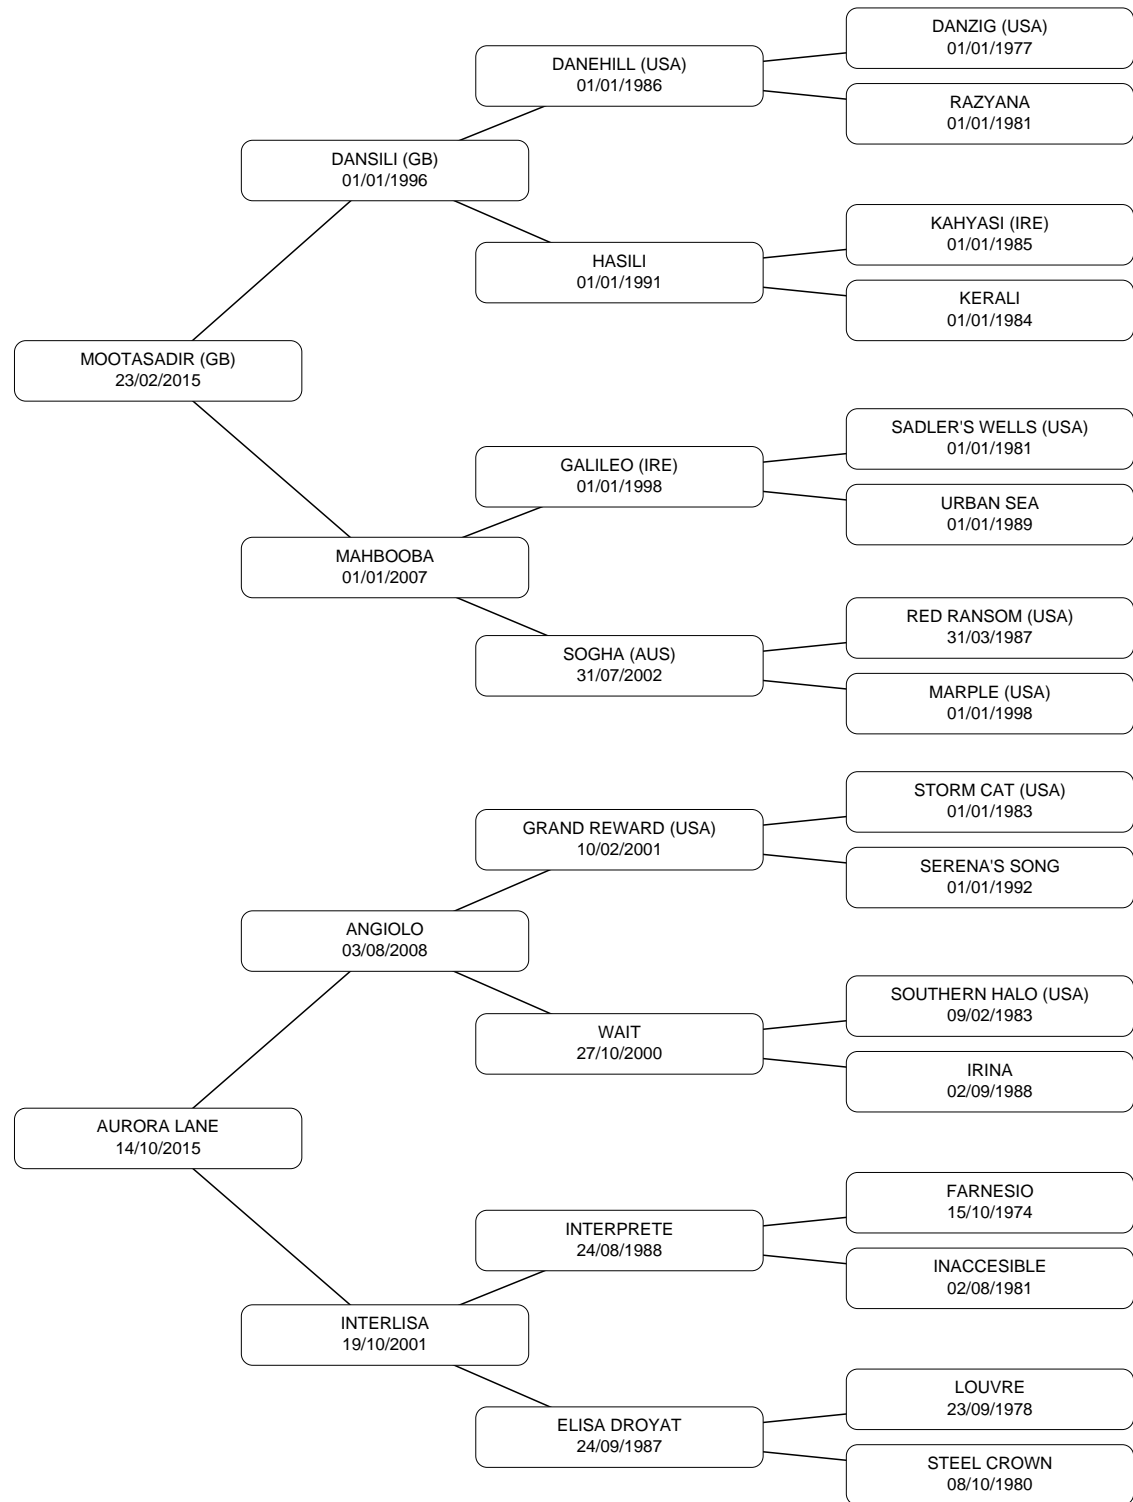 DANZIG (USA)
01/01/1977
DANEHILL (USA)
01/01/1986
RAZYANA
01/01/1981
DANSILI (GB)
01/01/1996
KAHYASI (IRE)
01/01/1985
HASILI
01/01/1991
KERALI
01/01/1984
MOOTASADIR (GB)
23/02/2015
SADLER'S WELLS (USA)
01/01/1981
GALILEO (IRE)
01/01/1998
URBAN SEA
01/01/1989
MAHBOOBA
01/01/2007
RED RANSOM (USA)
31/03/1987
SOGHA (AUS)
31/07/2002
MARPLE (USA)
01/01/1998
STORM CAT (USA)
01/01/1983
GRAND REWARD (USA)
10/02/2001
SERENA'S SONG
01/01/1992
ANGIOLO
03/08/2008
SOUTHERN HALO (USA)
09/02/1983
WAIT
27/10/2000
IRINA
02/09/1988
AURORA LANE
14/10/2015
FARNESIO
15/10/1974
INTERPRETE
24/08/1988
INACCESIBLE
02/08/1981
INTERLISA
19/10/2001
LOUVRE
23/09/1978
ELISA DROYAT
24/09/1987
STEEL CROWN
08/10/1980